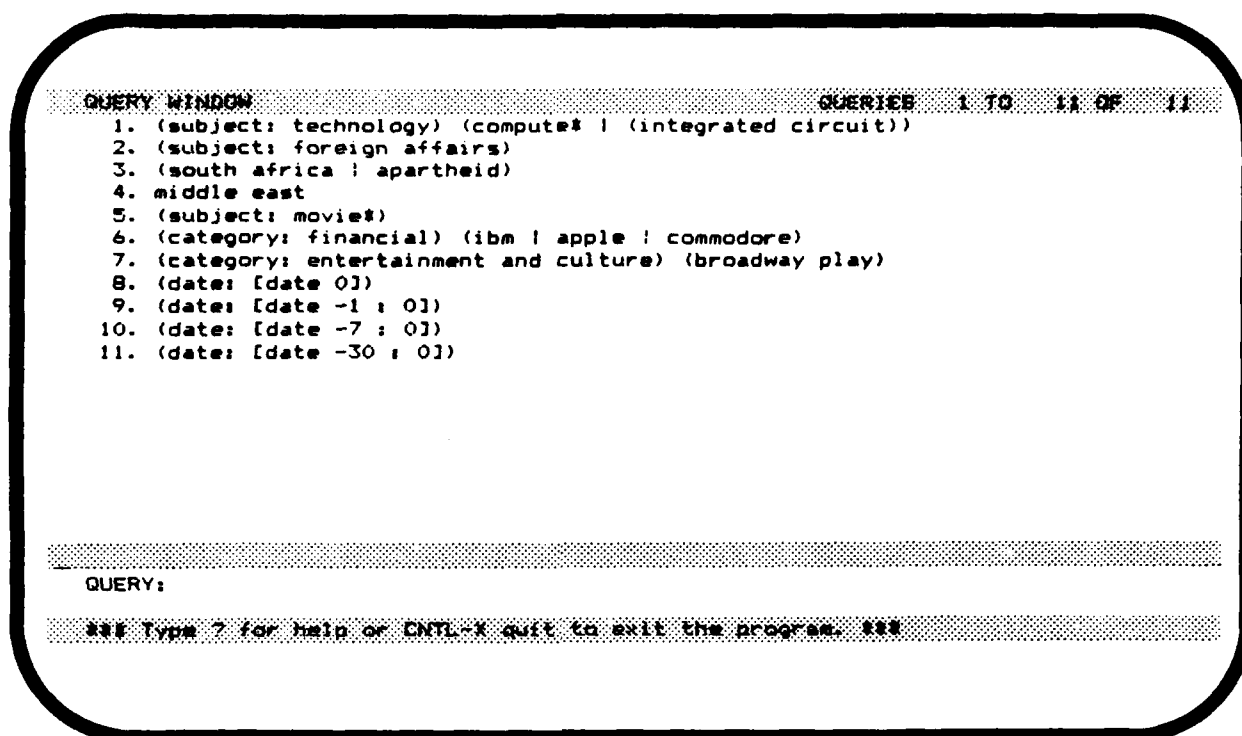 QUERY WINDOW QUERIES 1 TO 11 OF 11
1. (subject: technology) (compute* | (integrated circuit))
2. (subject: foreign affairs)
3. (south africa | apartheid)
4. middle east
5. (subject: movie*)
6. (category: financial) (ibm | apple | commodore)
7. (category: entertainment and culture) (broadway play)
8. (date: [date 0])
9. (date: [date -1 : 0])
10. (date: [date -7 : 0])
11. (date: [date -30 : 0])
QUERY:
*** Type ? for help or CNTL-X quit to exit the program. ***